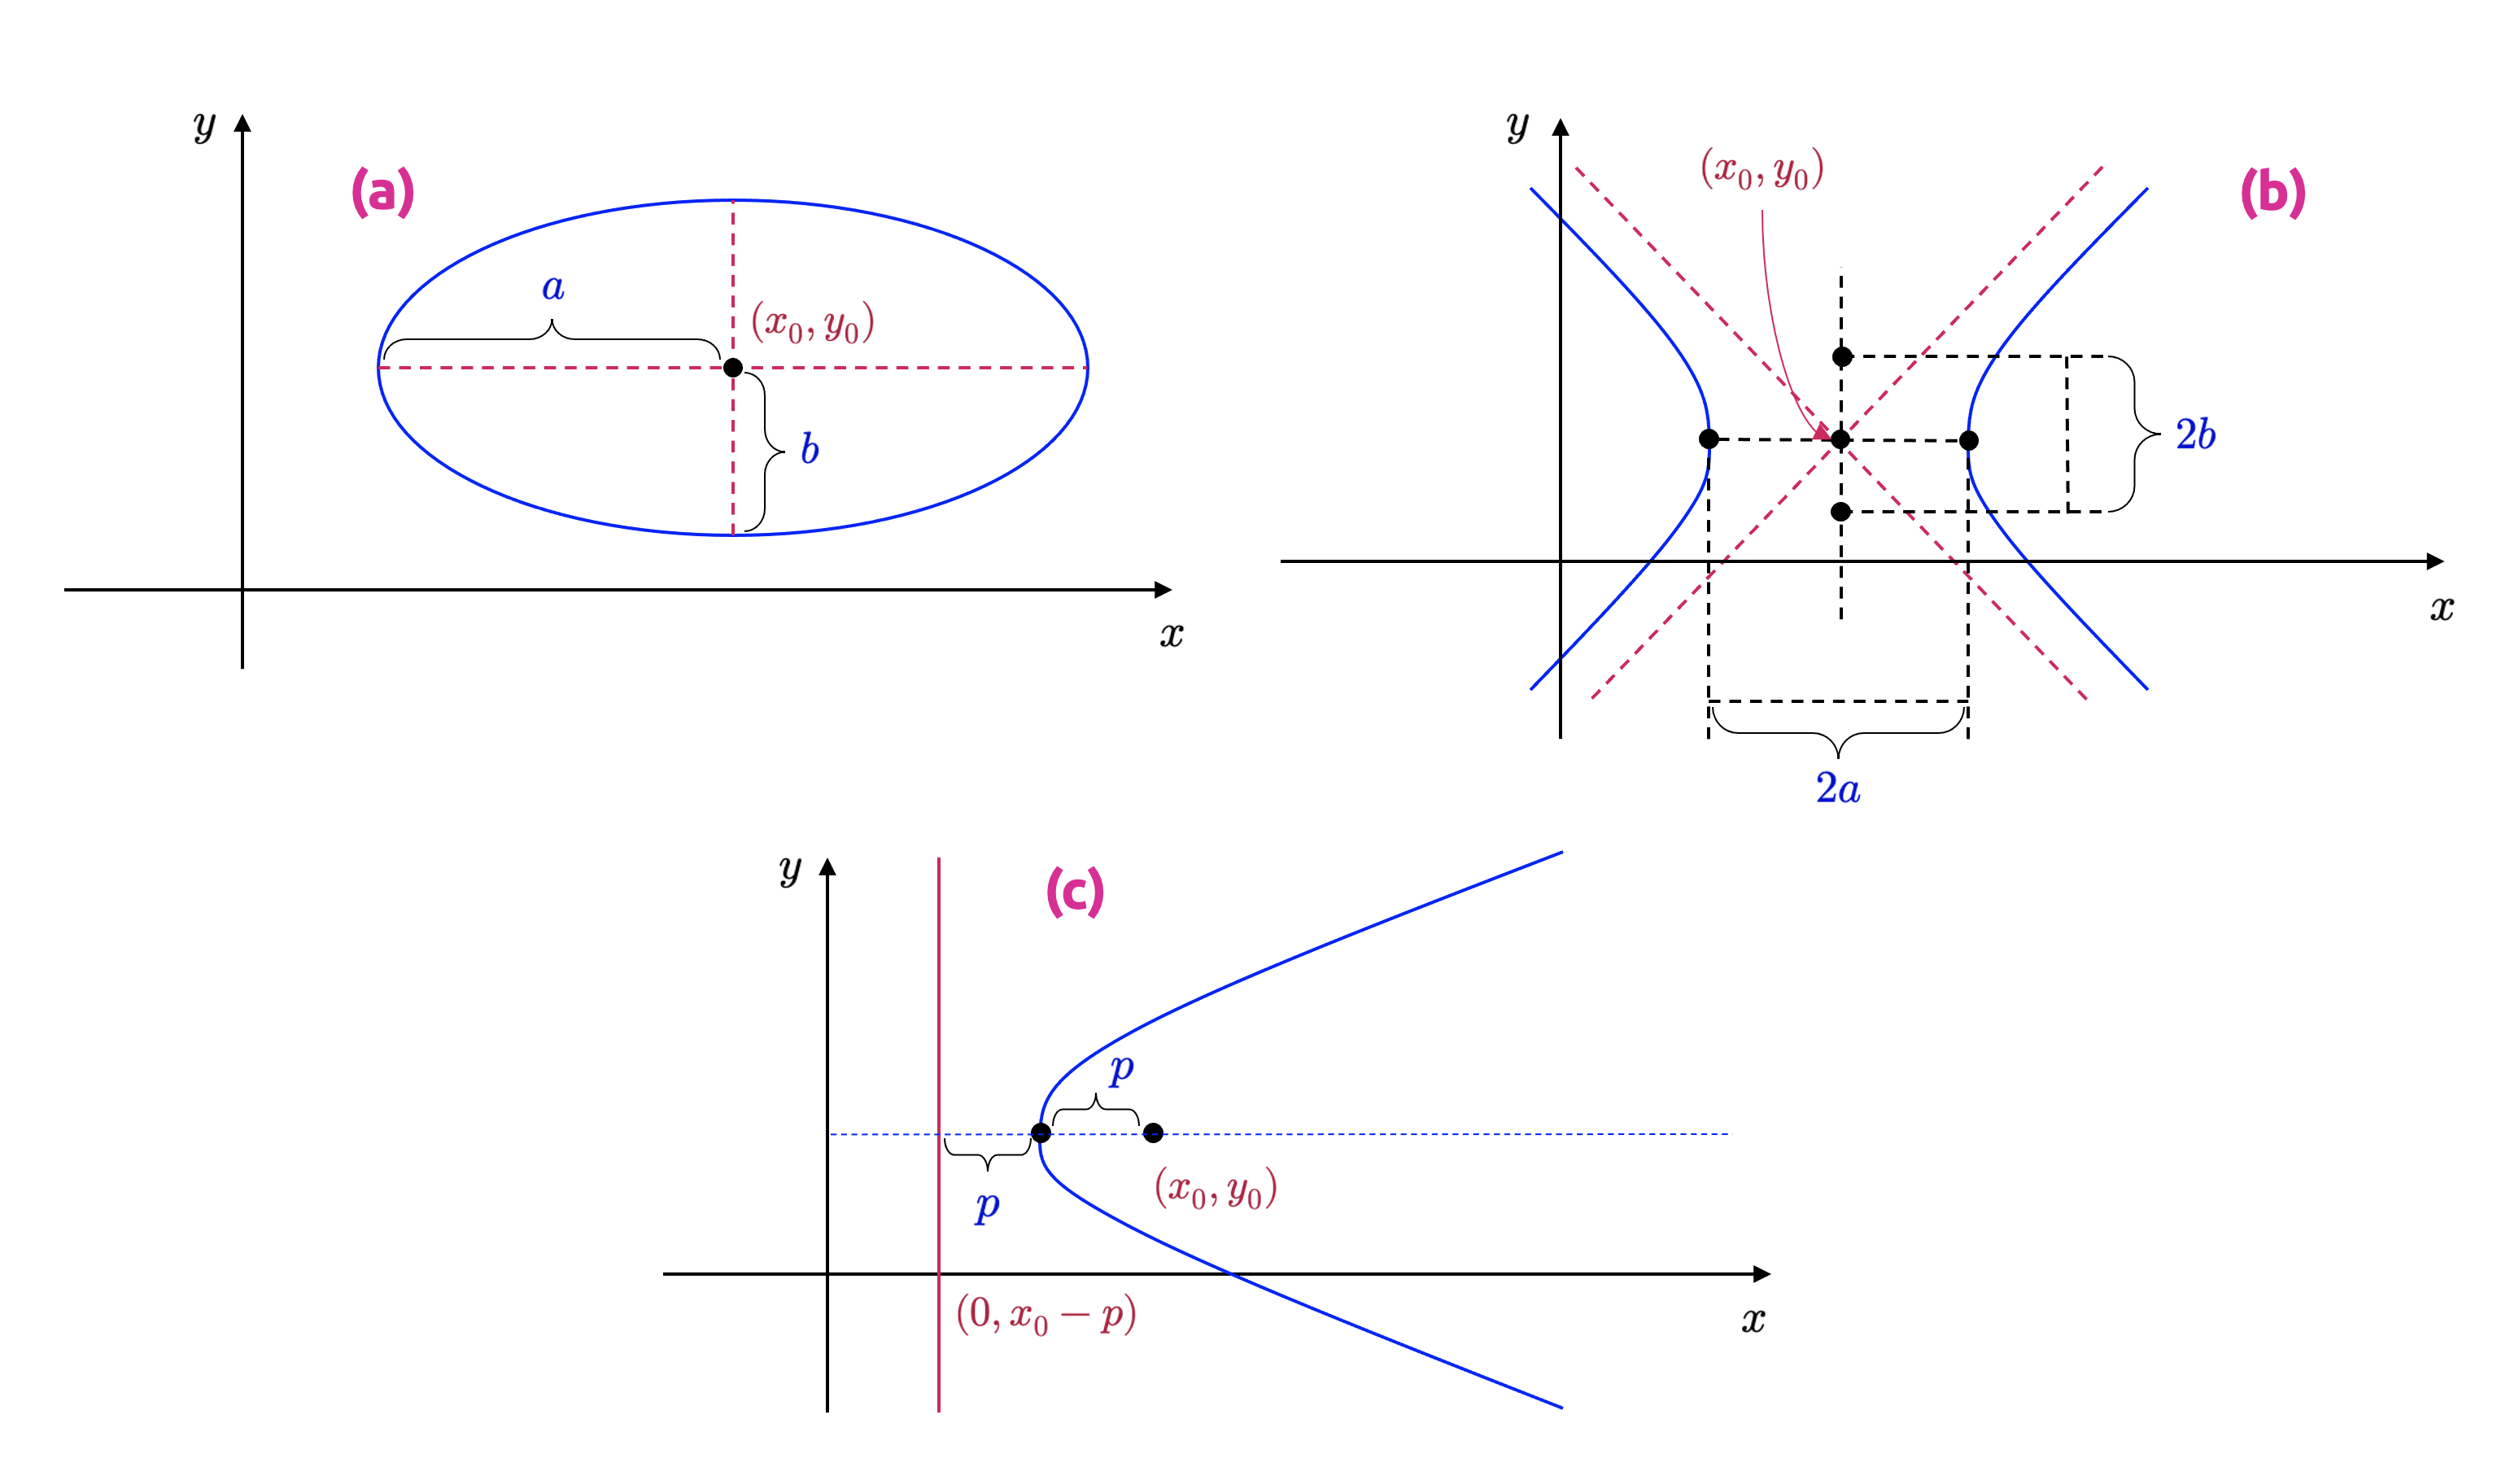 y
(a)
a
(x₀, y₀)
b
x
y
(x₀, y₀)
(b)
2b
x
2a
y
(c)
p
p
(x₀, y₀)
(0, x₀ − p)
x